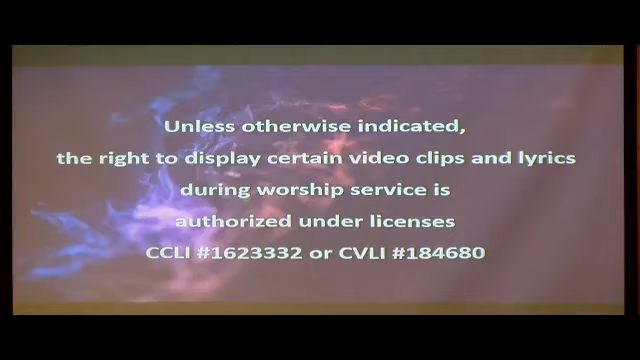 Unless otherwise indicated,
the right to display certain video clips and lyrics
during worship service is
authorized under licenses
CCLI #1623332 or CVLI #184680